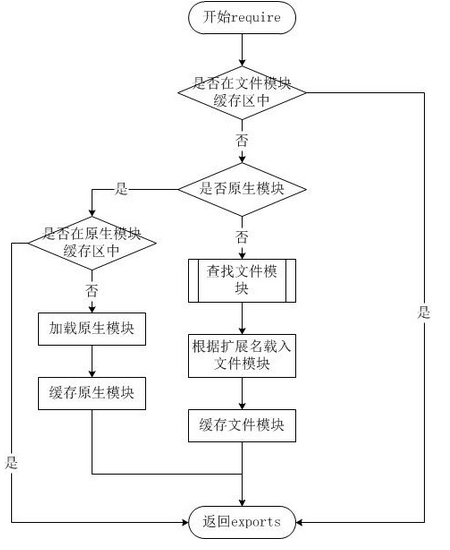 开始require
是否在文件模块
缓存区中
否
是否原生模块
是
是否在原生模块
缓存区中
否
查找文件模
块
否
加载原生模块
根据扩展名载入
文件模块
是
缓存原生模块
缓存文件模块
是
返回exports